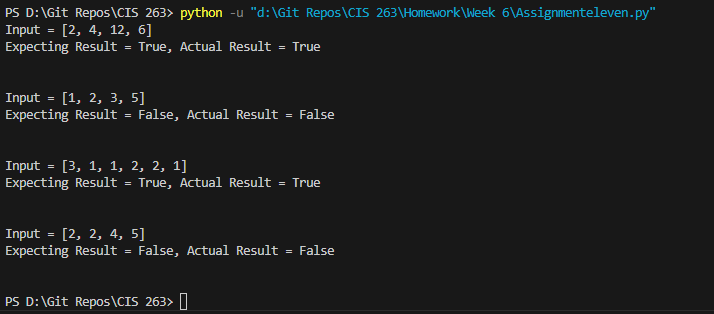 PS D:\Git Repos\CIS 263> python -u "d:\Git Repos\CIS 263\Homework\Week 6\Assignmenteleven.py"
Input = [2, 4, 12, 6]
Expecting Result = True, Actual Result = True
Input = [1, 2, 3, 5]
Expecting Result = False, Actual Result = False
Input = [3, 1, 1, 2, 2, 1]
Expecting Result = True, Actual Result = True
Input = [2, 2, 4, 5]
Expecting Result = False, Actual Result = False
PS D:\Git Repos\CIS 263>